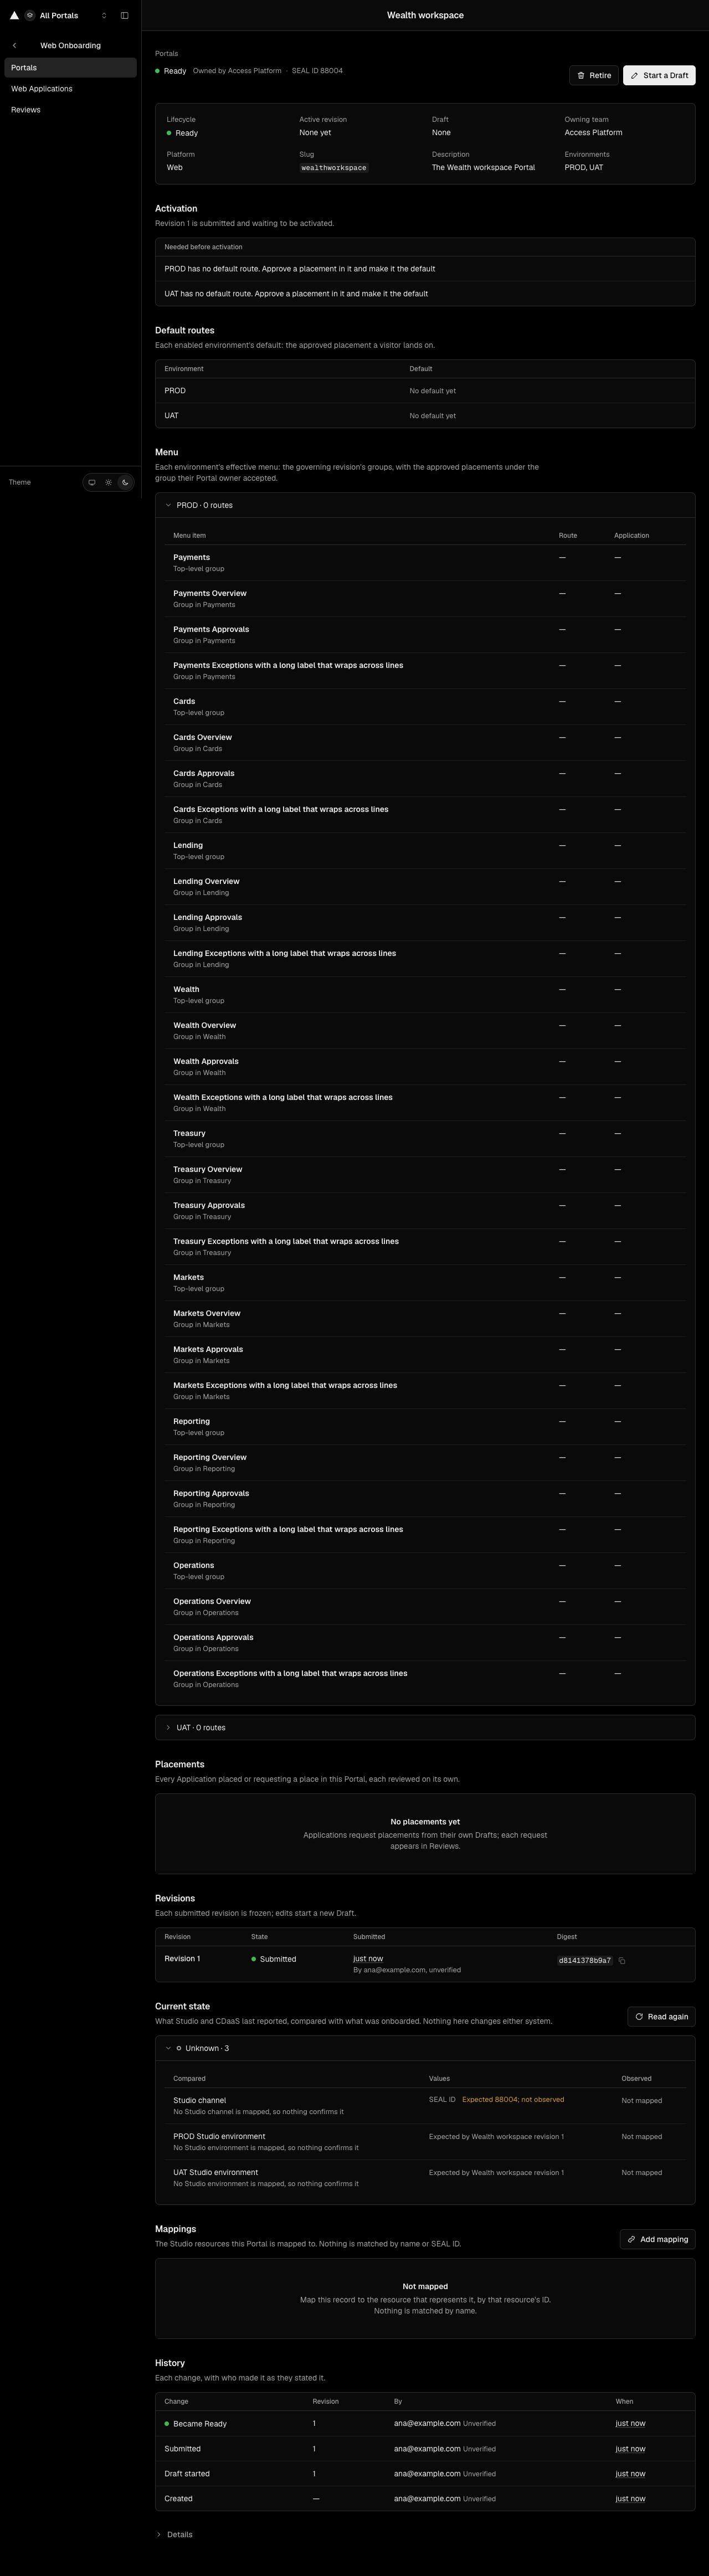 All Portals
Wealth workspace
Web Onboarding
Portals
Web Applications
Reviews
Theme
Portals
Ready Owned by Access Platform · SEAL ID 88004
Retire
Start a Draft
Lifecycle Active revision Draft Owning team
Ready None yet None Access Platform
Platform Slug Description Environments
Web wealthworkspace The Wealth workspace Portal PROD, UAT
Activation
Revision 1 is submitted and waiting to be activated.
Needed before activation
PROD has no default route. Approve a placement in it and make it the default
UAT has no default route. Approve a placement in it and make it the default
Default routes
Each enabled environment's default: the approved placement a visitor lands on.
Environment Default
PROD No default yet
UAT No default yet
Menu
Each environment's effective menu: the governing revision's groups, with the approved placements under the
group their Portal owner accepted.
PROD · 0 routes
Menu item Route Application
Payments — —
Top-level group
Payments Overview — —
Group in Payments
Payments Approvals — —
Group in Payments
Payments Exceptions with a long label that wraps across lines — —
Group in Payments
Cards — —
Top-level group
Cards Overview — —
Group in Cards
Cards Approvals — —
Group in Cards
Cards Exceptions with a long label that wraps across lines — —
Group in Cards
Lending — —
Top-level group
Lending Overview — —
Group in Lending
Lending Approvals — —
Group in Lending
Lending Exceptions with a long label that wraps across lines — —
Group in Lending
Wealth — —
Top-level group
Wealth Overview — —
Group in Wealth
Wealth Approvals — —
Group in Wealth
Wealth Exceptions with a long label that wraps across lines — —
Group in Wealth
Treasury — —
Top-level group
Treasury Overview — —
Group in Treasury
Treasury Approvals — —
Group in Treasury
Treasury Exceptions with a long label that wraps across lines — —
Group in Treasury
Markets — —
Top-level group
Markets Overview — —
Group in Markets
Markets Approvals — —
Group in Markets
Markets Exceptions with a long label that wraps across lines — —
Group in Markets
Reporting — —
Top-level group
Reporting Overview — —
Group in Reporting
Reporting Approvals — —
Group in Reporting
Reporting Exceptions with a long label that wraps across lines — —
Group in Reporting
Operations — —
Top-level group
Operations Overview — —
Group in Operations
Operations Approvals — —
Group in Operations
Operations Exceptions with a long label that wraps across lines — —
Group in Operations
UAT · 0 routes
Placements
Every Application placed or requesting a place in this Portal, each reviewed on its own.
No placements yet
Applications request placements from their own Drafts; each request
appears in Reviews.
Revisions
Each submitted revision is frozen; edits start a new Draft.
Revision State Submitted Digest
Revision 1 Submitted just now d8141378b9a7
By ana@example.com, unverified
Current state
What Studio and CDaaS last reported, compared with what was onboarded. Nothing here changes either system.
Read again
Unknown · 3
Compared Values Observed
Studio channel SEAL ID Expected 88004; not observed Not mapped
No Studio channel is mapped, so nothing confirms it
PROD Studio environment Expected by Wealth workspace revision 1 Not mapped
No Studio environment is mapped, so nothing confirms it
UAT Studio environment Expected by Wealth workspace revision 1 Not mapped
No Studio environment is mapped, so nothing confirms it
Mappings
The Studio resources this Portal is mapped to. Nothing is matched by name or SEAL ID.
Add mapping
Not mapped
Map this record to the resource that represents it, by that resource's ID.
Nothing is matched by name.
History
Each change, with who made it as they stated it.
Change Revision By When
Became Ready 1 ana@example.com Unverified just now
Submitted 1 ana@example.com Unverified just now
Draft started 1 ana@example.com Unverified just now
Created — ana@example.com Unverified just now
Details